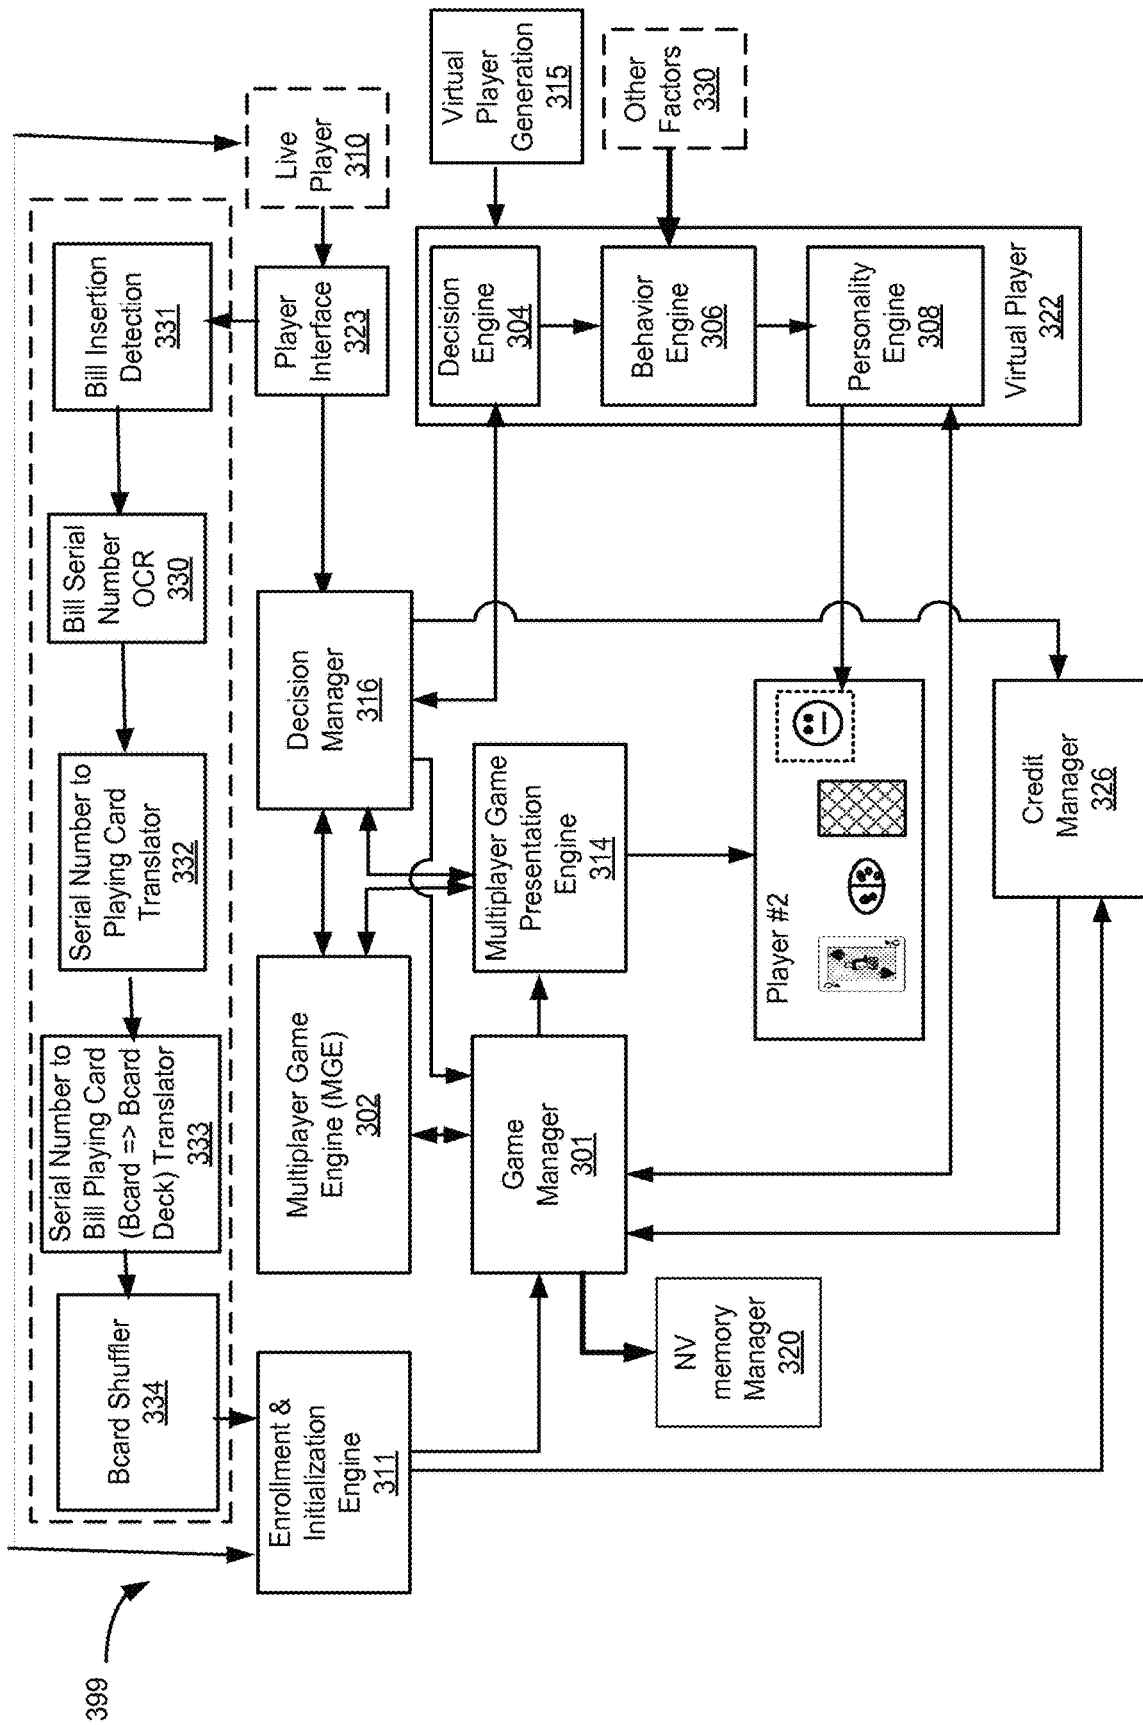 399
Bcard Shuffler
334
Serial Number to
Bill Playing Card
(Bcard => Bcard
Deck) Translator
333
Serial Number to
Playing Card
Translator
332
Bill Serial
Number
OCR
330
Bill Insertion
Detection
331
Enrollment &
Initialization
Engine
311
Multiplayer Game
Engine (MGE)
302
Decision
Manager
316
Player
Interface
323
Live
Player
310
Game
Manager
301
Multiplayer Game
Presentation
Engine
314
Decision
Engine
304
Virtual
Player
Generation
315
Behavior
Engine
306
Other
Factors
330
NV
memory
Manager
320
Player #2
Personality
Engine
308
Virtual Player
322
Credit
Manager
326